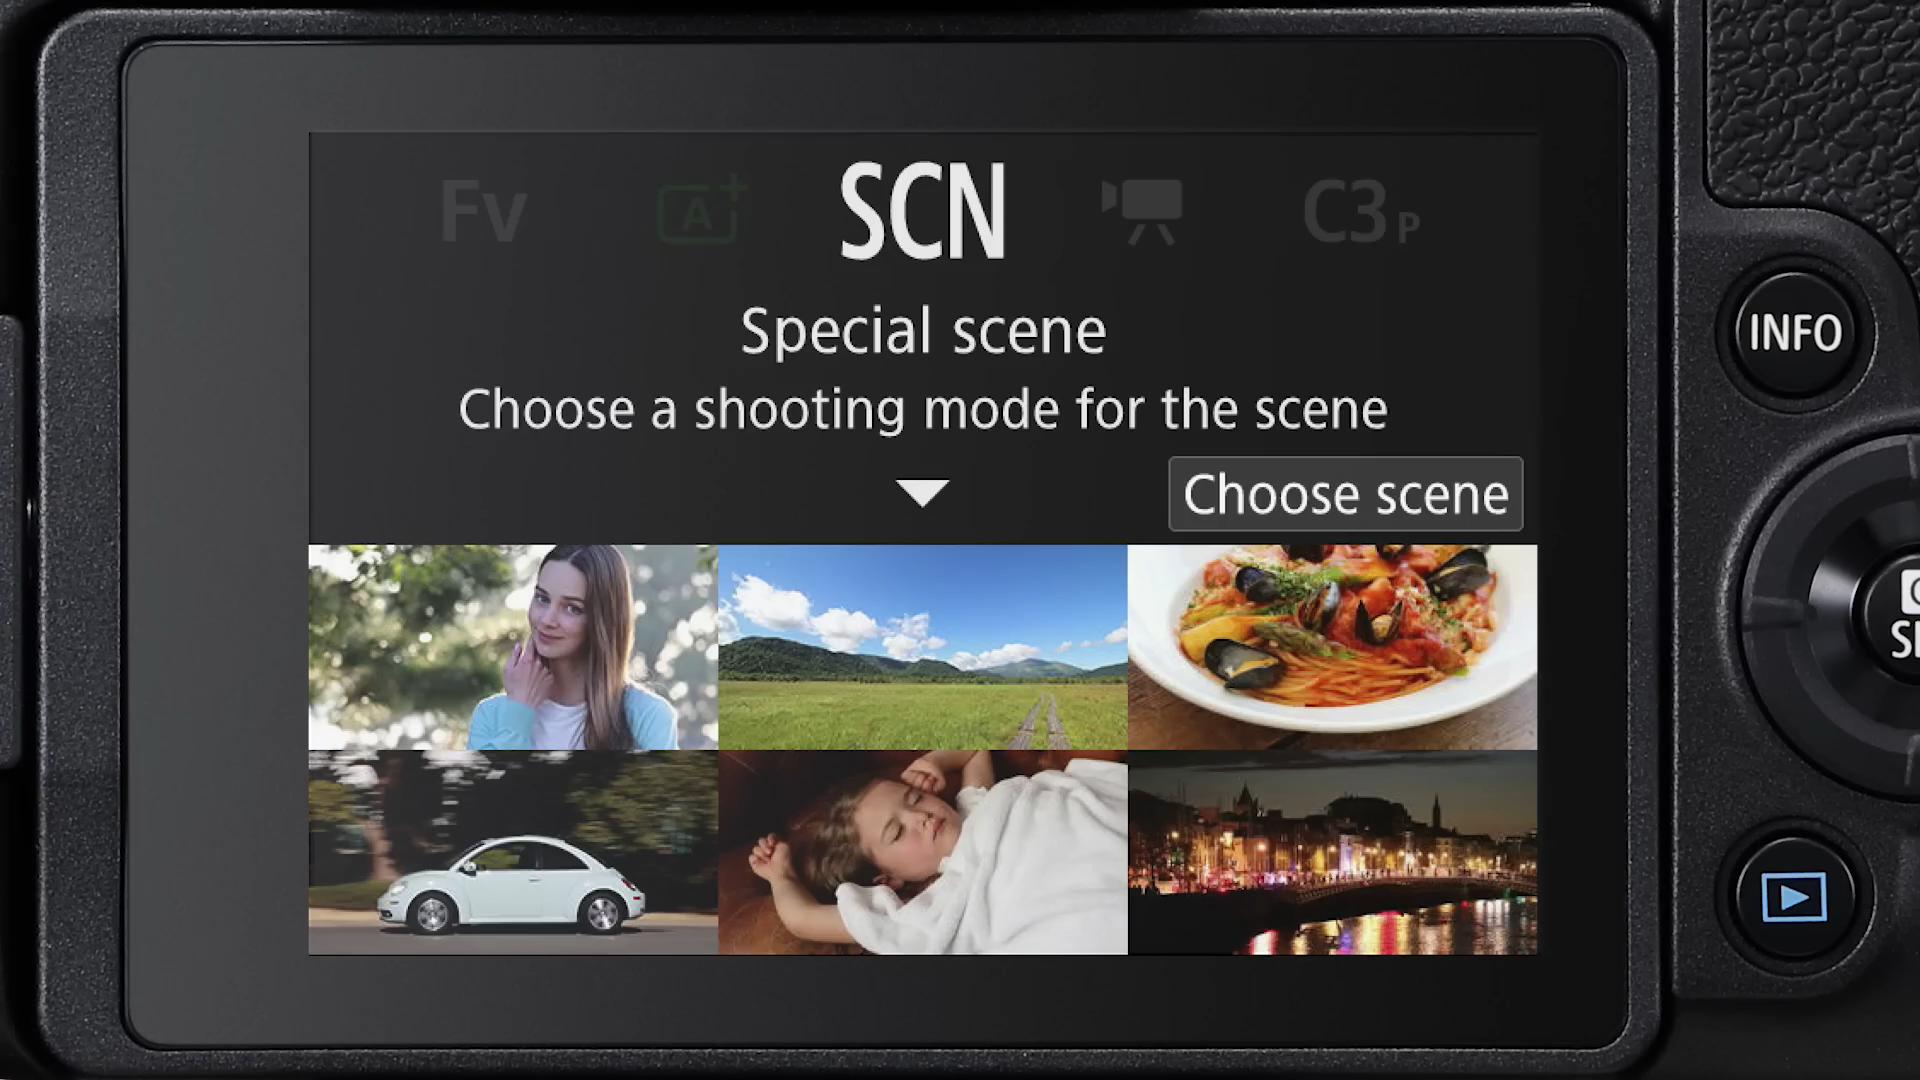 Fv A+ SCN C3P
Special scene
Choose a shooting mode for the scene
Choose scene
INFO